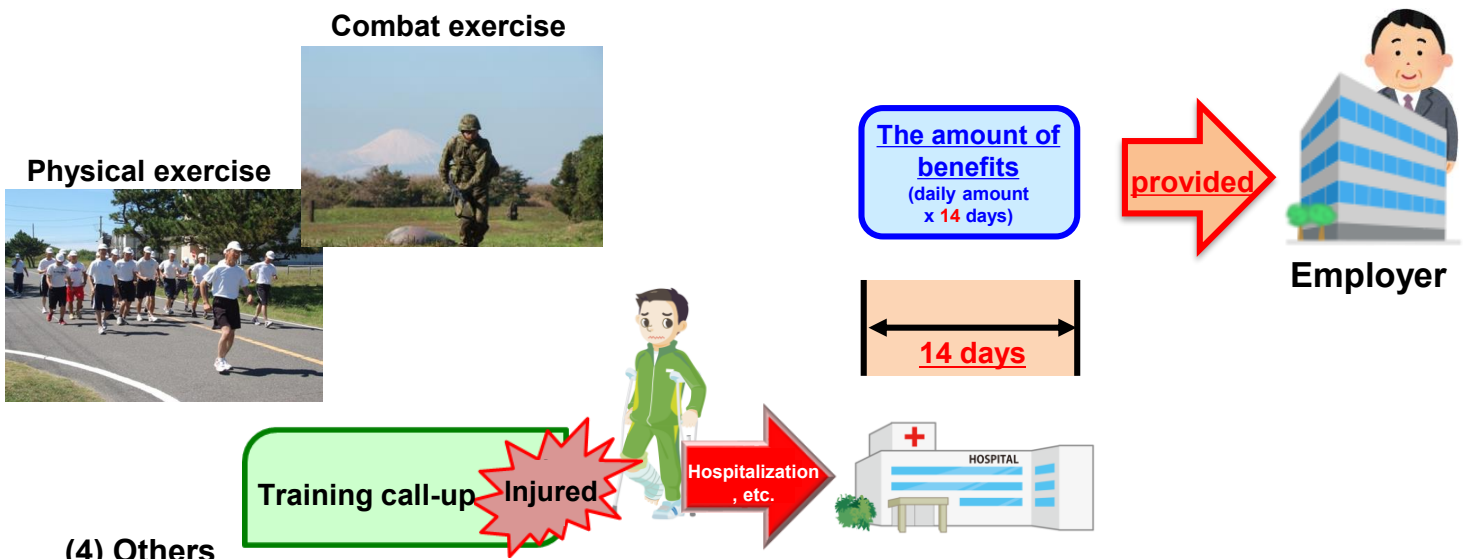 Combat exercise
Physical exercise
The amount of
benefits
(daily amount
x 14 days)
provided
Employer
14 days
Training call-up
Injured
Hospitalization
, etc.
HOSPITAL
(4) Others